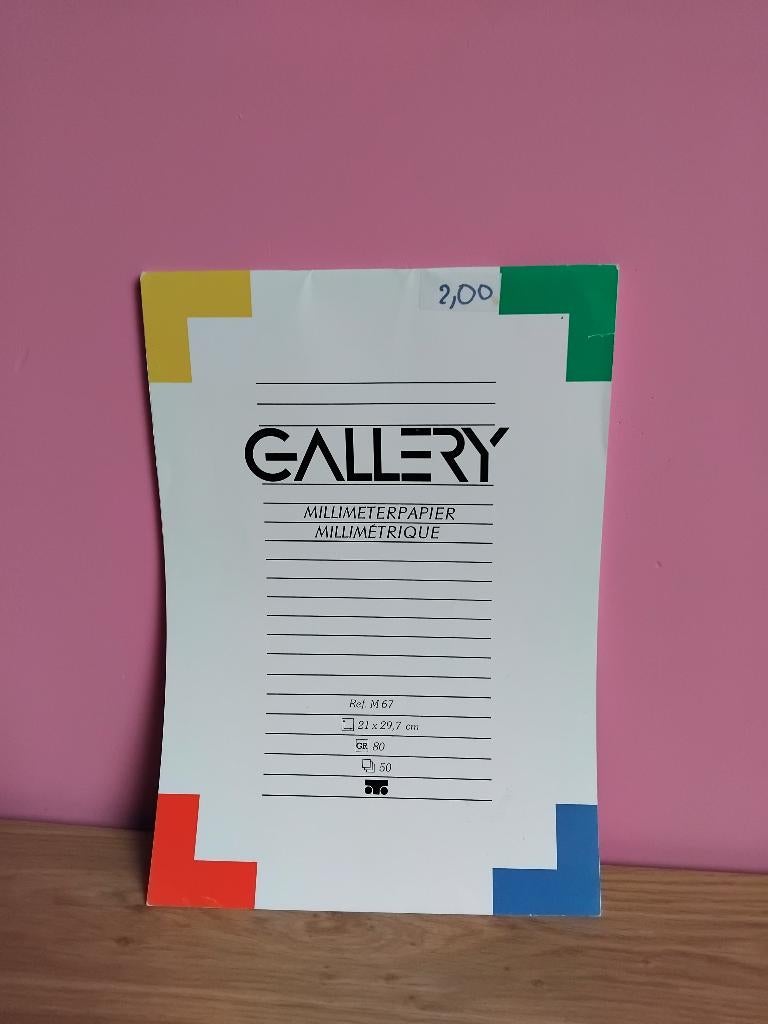 2,00
GALLERY
MILLIMETERPAPIER
MILLIMÉTRIQUE
Ref. M 67
21 x 29,7 cm
GR 80
50